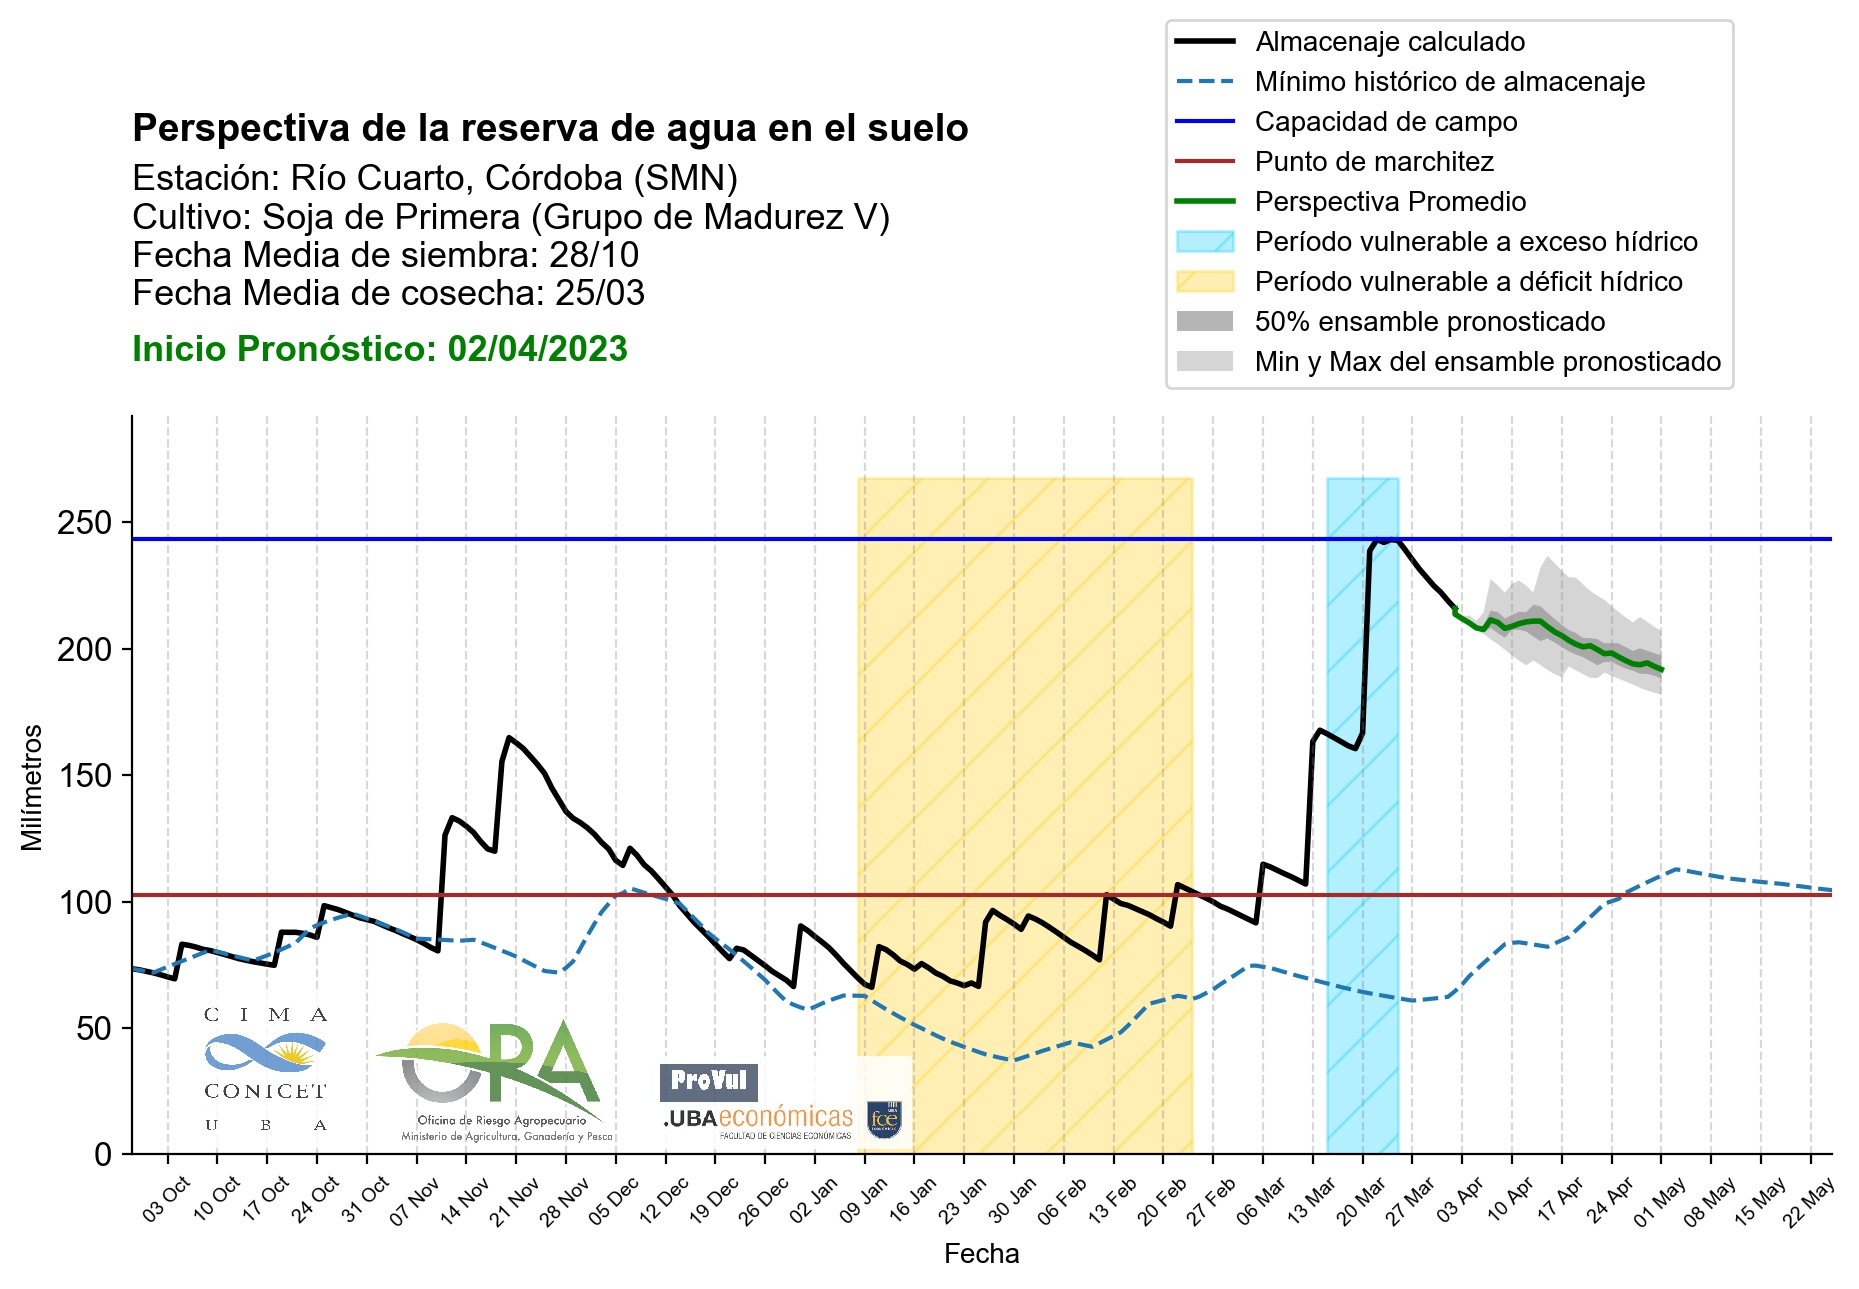 Almacenaje calculado
Mínimo histórico de almacenaje
Capacidad de campo
Punto de marchitez
Perspectiva Promedio
Período vulnerable a exceso hídrico
Período vulnerable a déficit hídrico
50% ensamble pronosticado
Min y Max del ensamble pronosticado
Perspectiva de la reserva de agua en el suelo
Estación: Río Cuarto, Córdoba (SMN)
Cultivo: Soja de Primera (Grupo de Madurez V)
Fecha Media de siembra: 28/10
Fecha Media de cosecha: 25/03
Inicio Pronóstico: 02/04/2023
Milímetros
250
200
150
100
50
0
CIMA
CONICET
UBA
ORA
Oficina de Riesgo Agropecuario
Ministerio de Agricultura, Ganadería y Pesca
ProVul
.UBAeconómicas
FACULTAD DE CIENCIAS ECONÓMICAS
fce
03 Oct
10 Oct
17 Oct
24 Oct
31 Oct
07 Nov
14 Nov
21 Nov
28 Nov
05 Dec
12 Dec
19 Dec
26 Dec
02 Jan
09 Jan
16 Jan
23 Jan
30 Jan
06 Feb
13 Feb
20 Feb
27 Feb
06 Mar
13 Mar
20 Mar
27 Mar
03 Apr
10 Apr
17 Apr
24 Apr
01 May
08 May
15 May
22 May
Fecha